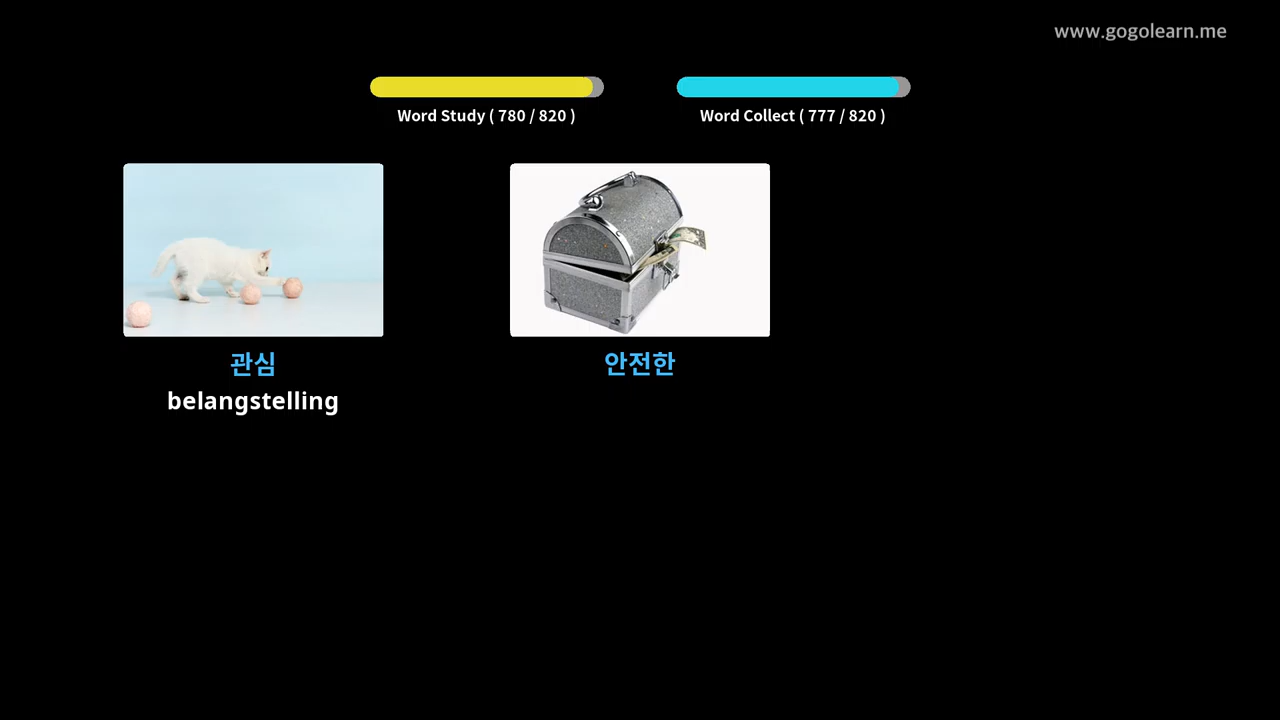 www.gogolearn.me
Word Study ( 780 / 820 )
Word Collect ( 777 / 820 )
관심
belangstelling
안전한